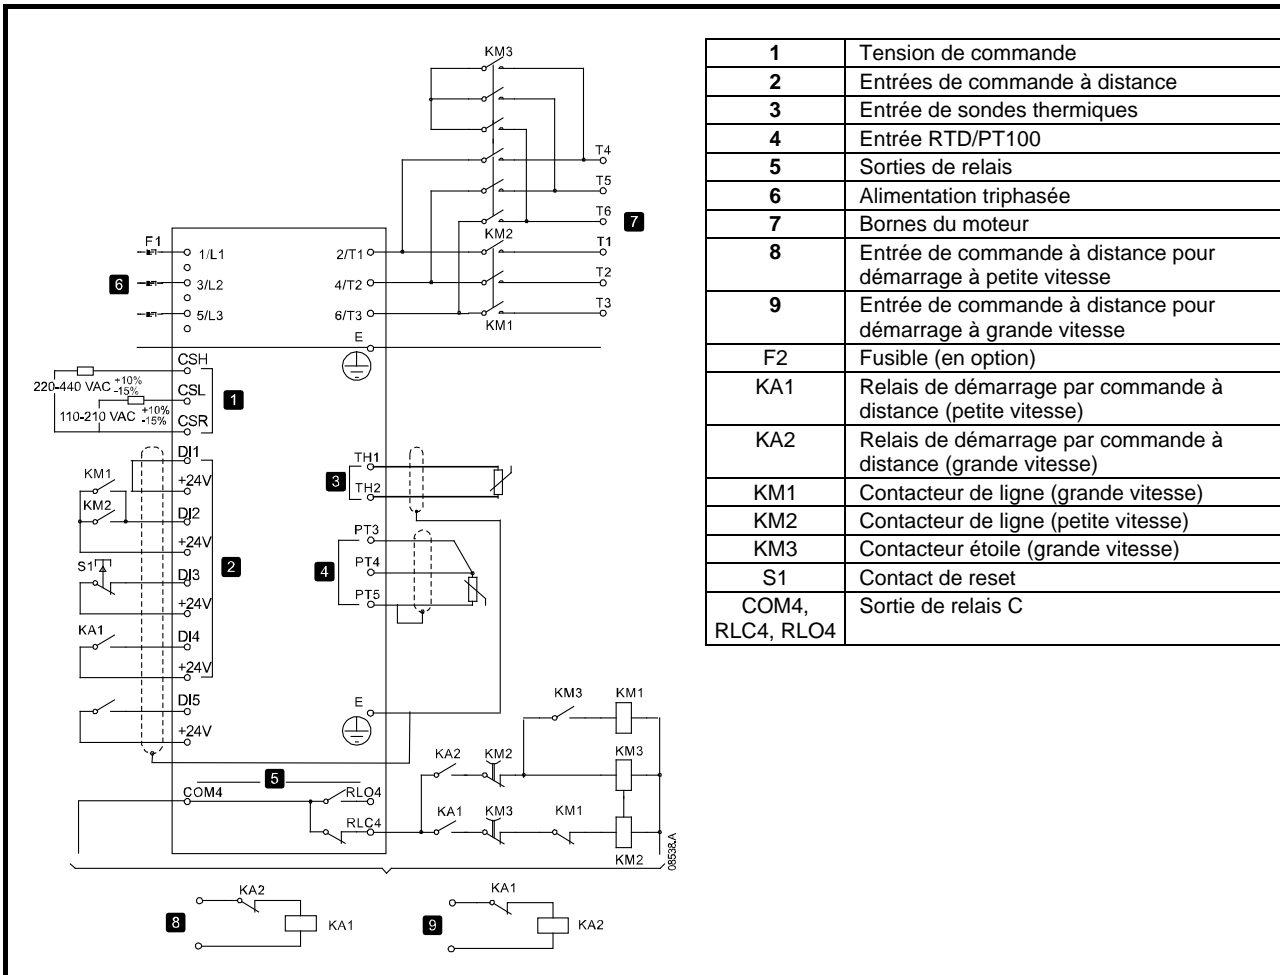 KM3
T4
T5
T6
7
KM2
T1
T2
T3
KM1
F1
1/L1
2/T1
6
3/L2
4/T2
5/L3
6/T3
E
CSH
220-440 VAC +10% -15%
CSL
1
110-210 VAC +10% -15%
CSR
DI1
TH1
KM1
+24V
3
TH2
KM2
DI2
PT3
+24V
S1
DI3
2
4
PT4
+24V
PT5
KA1
DI4
+24V
DI5
E
+24V
KM3
KM1
KA2
KM2
KM3
5
COM4
RLO4
KA1
KM3
KM1
RLC4
KM2
08538.A
8
KA2
KA1
9
KA1
KA2
1 Tension de commande
2 Entrées de commande à distance
3 Entrée de sondes thermiques
4 Entrée RTD/PT100
5 Sorties de relais
6 Alimentation triphasée
7 Bornes du moteur
8 Entrée de commande à distance pour
démarrage à petite vitesse
9 Entrée de commande à distance pour
démarrage à grande vitesse
F2 Fusible (en option)
KA1 Relais de démarrage par commande à
distance (petite vitesse)
KA2 Relais de démarrage par commande à
distance (grande vitesse)
KM1 Contacteur de ligne (grande vitesse)
KM2 Contacteur de ligne (petite vitesse)
KM3 Contacteur étoile (grande vitesse)
S1 Contact de reset
COM4, Sortie de relais C
RLC4, RLO4